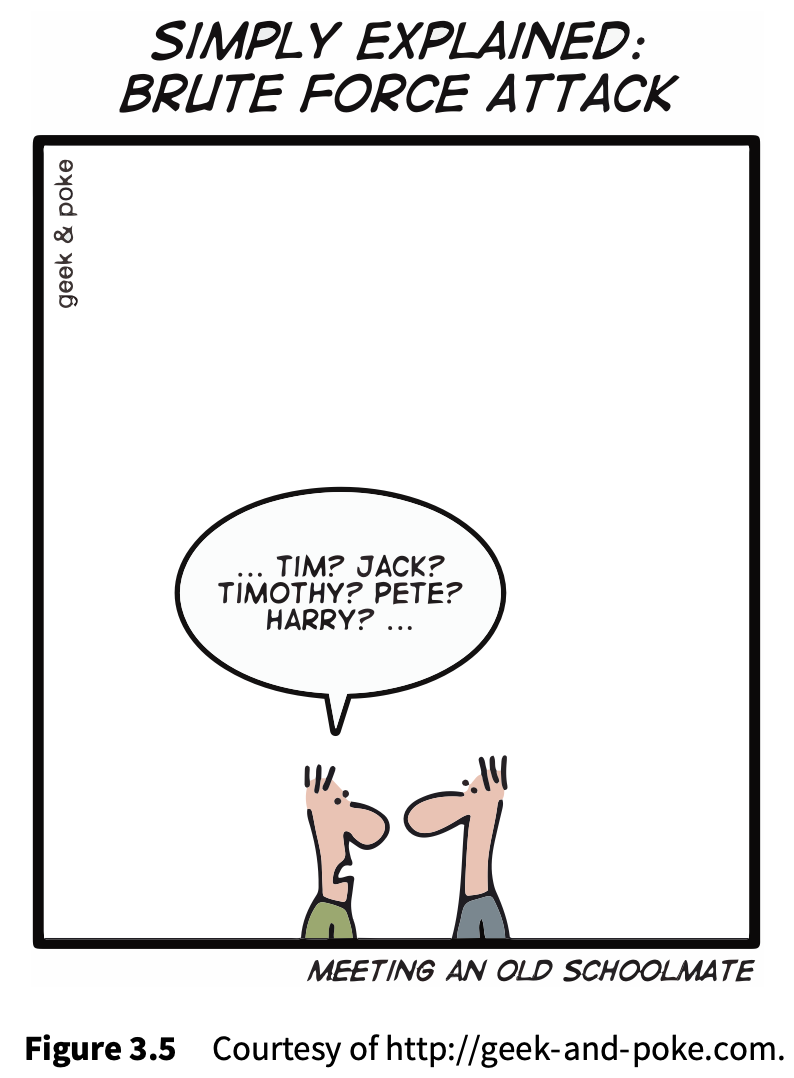 SIMPLY EXPLAINED:
BRUTE FORCE ATTACK
geek & poke
... TIM? JACK?
TIMOTHY? PETE?
HARRY? ...
MEETING AN OLD SCHOOLMATE
Figure 3.5 Courtesy of http://geek-and-poke.com.